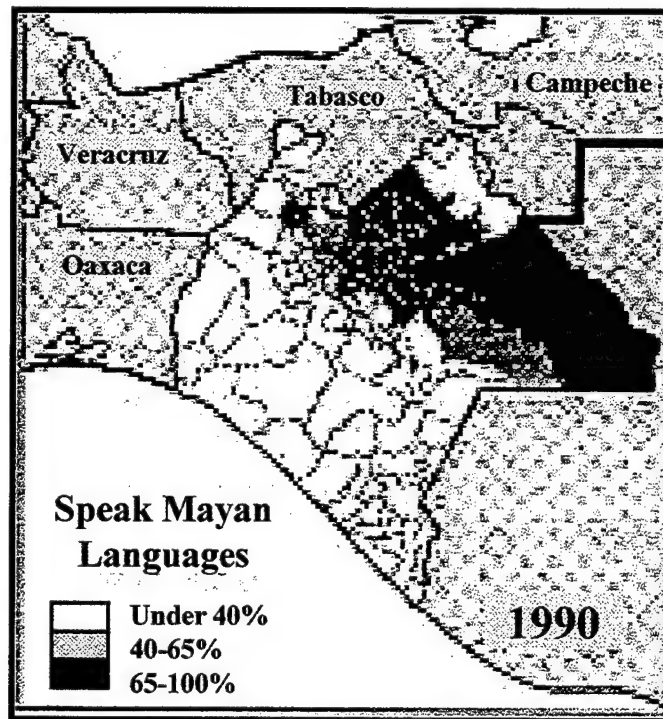 Campeche
Tabasco
Veracruz
Oaxaca
Speak Mayan
Languages
Under 40%
40-65%
65-100%
1990